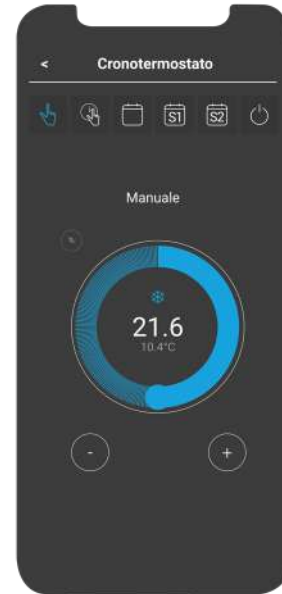 < Cronotermostato
S1 S2
Manuale
21.6
10.4°C
- +